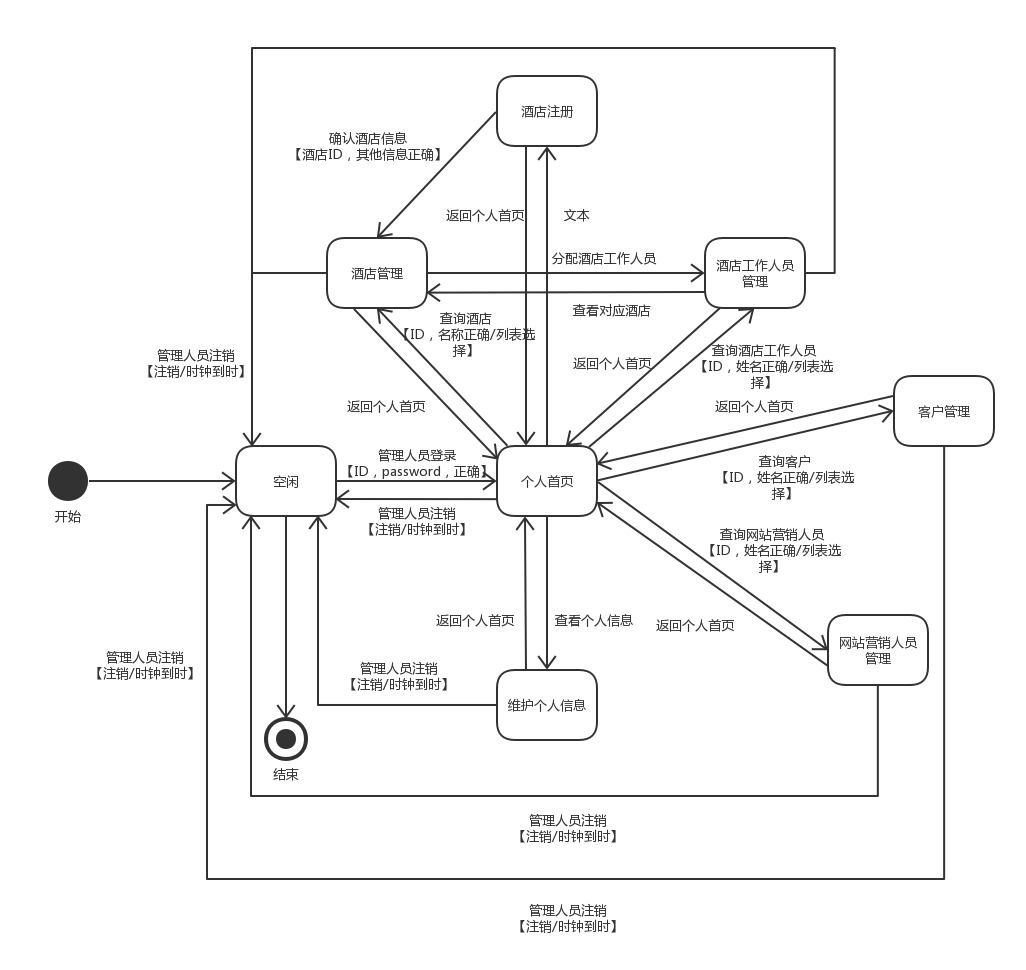 酒店注册
确认酒店信息
【酒店ID，其他信息正确】
返回个人首页
文本
酒店管理
分配酒店工作人员
酒店工作人员
管理
查看对应酒店
查询酒店
【ID，名称正确/列表选
择】
管理人员注销
【注销/时钟到时】
返回个人首页
查询酒店工作人员
【ID，姓名正确/列表选
择】
返回个人首页
返回个人首页
客户管理
管理人员登录
【ID，password，正确】
空闲
个人首页
查询客户
【ID，姓名正确/列表选
择】
开始
管理人员注销
【注销/时钟到时】
查询网站营销人员
【ID，姓名正确/列表选
择】
返回个人首页
查看个人信息
返回个人首页
网站营销人员
管理
管理人员注销
【注销/时钟到时】
管理人员注销
【注销/时钟到时】
维护个人信息
结束
管理人员注销
【注销/时钟到时】
管理人员注销
【注销/时钟到时】